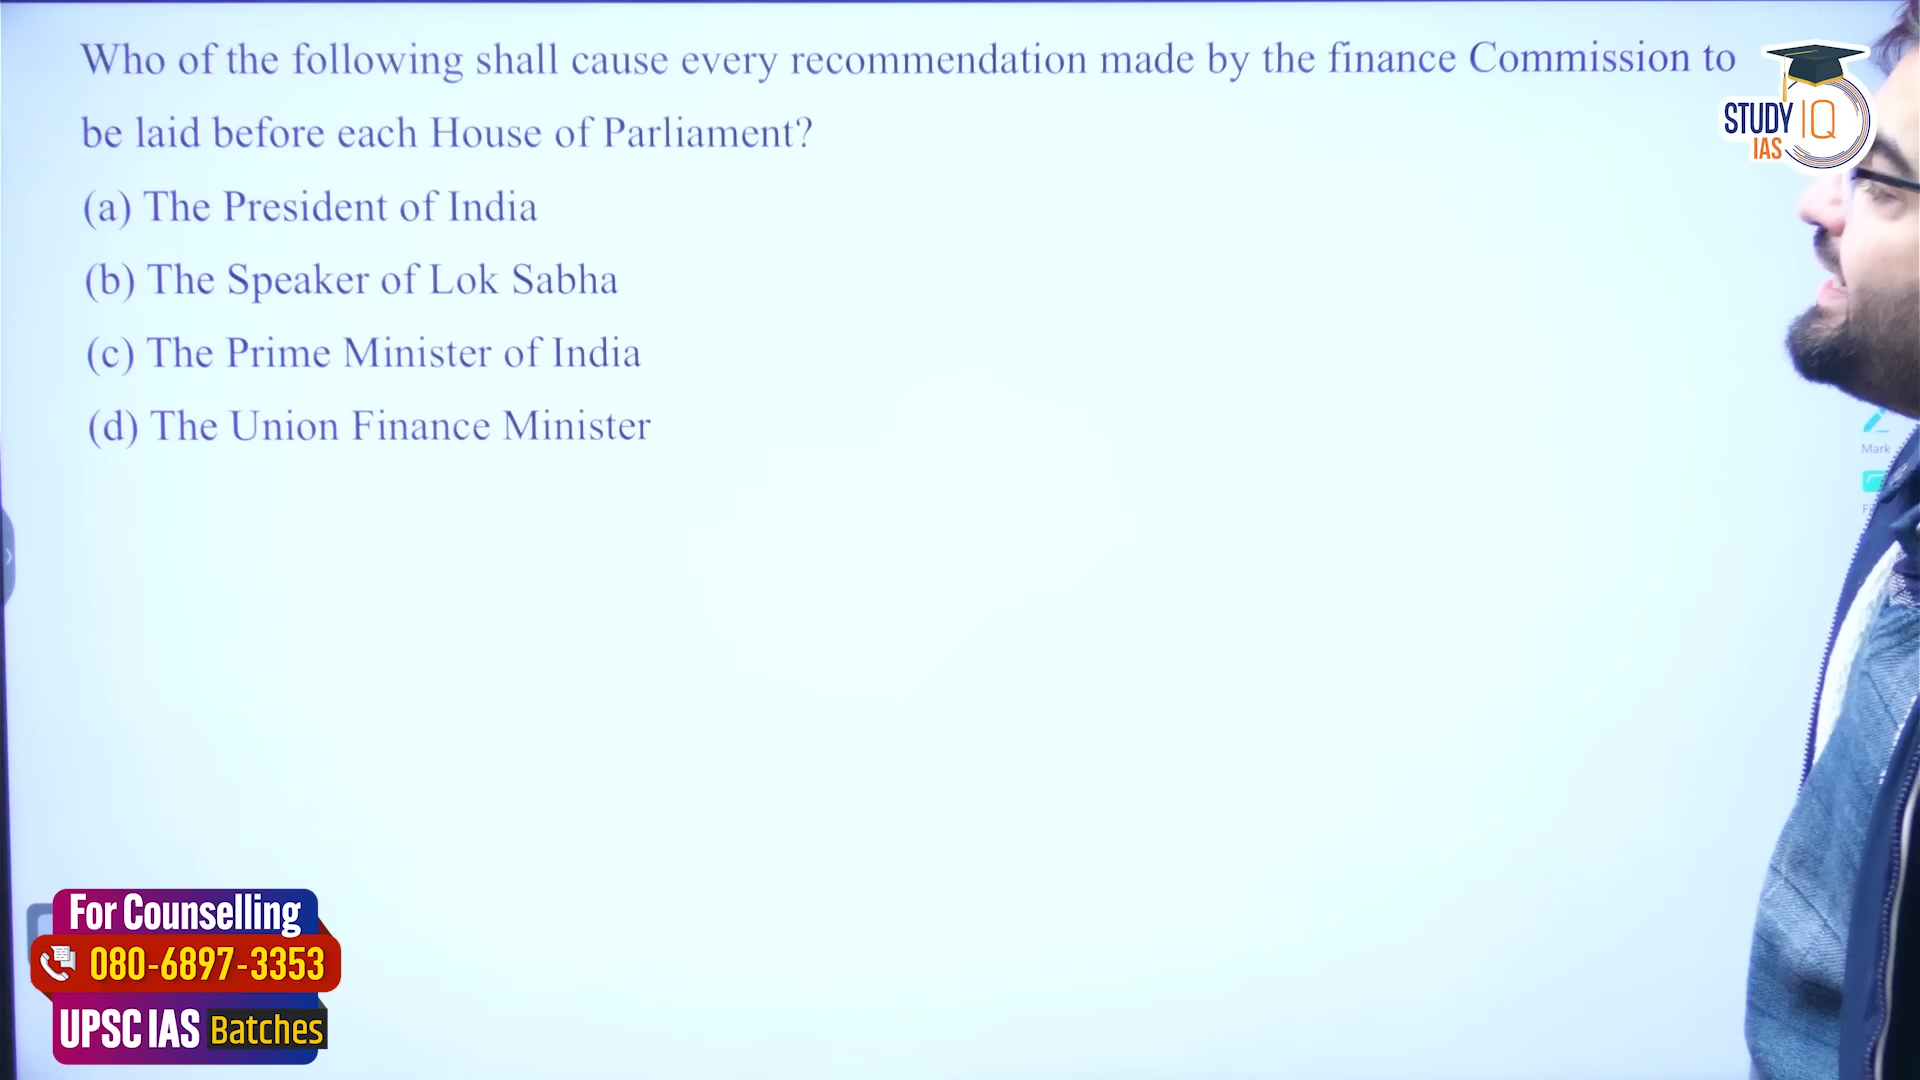 Who of the following shall cause every recommendation made by the finance Commission to
be laid before each House of Parliament?
(a) The President of India
(b) The Speaker of Lok Sabha
(c) The Prime Minister of India
(d) The Union Finance Minister
STUDY IQ
IAS
Mark
For Counselling
080-6897-3353
UPSC IAS Batches